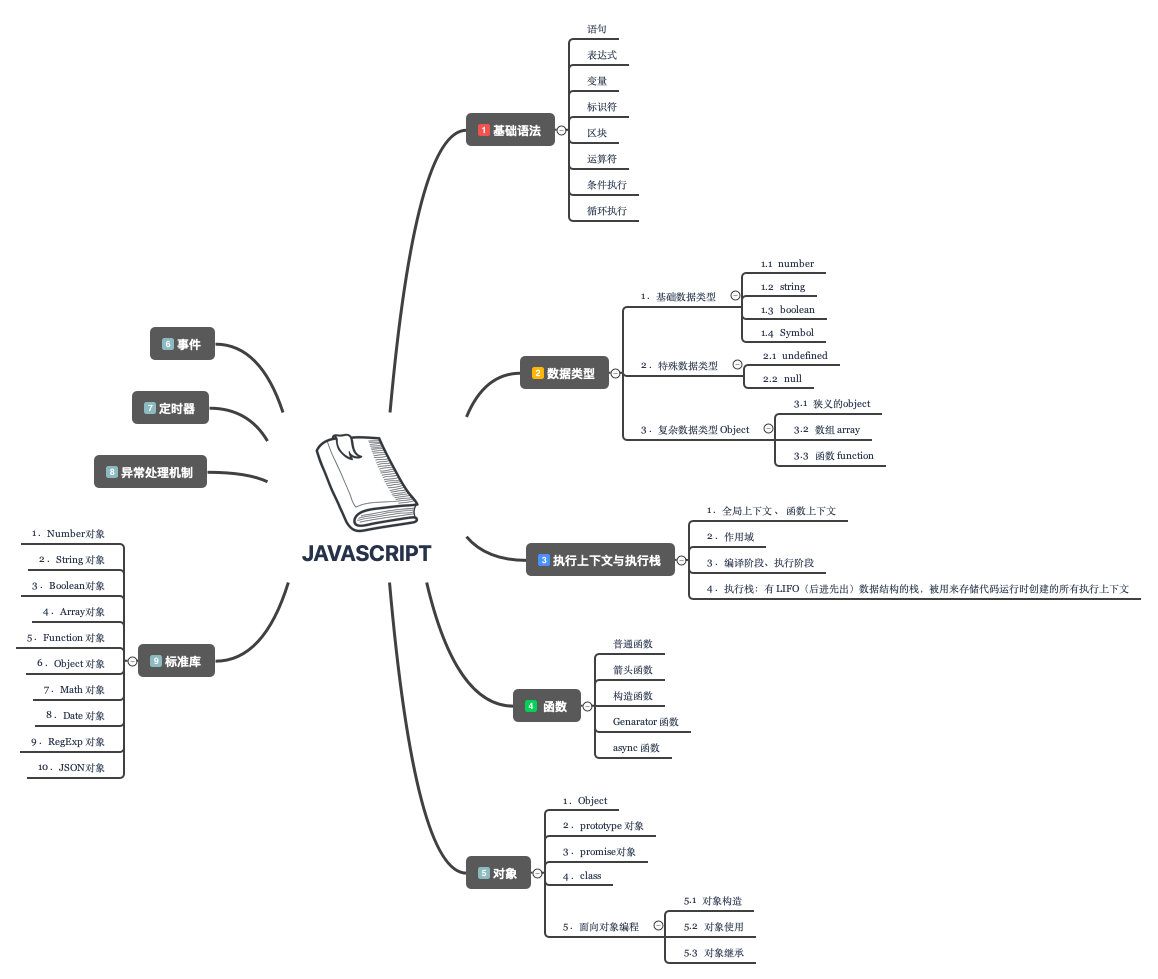 JAVASCRIPT
1 基础语法
语句
表达式
变量
标识符
区块
运算符
条件执行
循环执行
2 数据类型
1. 基础数据类型
1.1 number
1.2 string
1.3 boolean
1.4 Symbol
2. 特殊数据类型
2.1 undefined
2.2 null
3. 复杂数据类型 Object
3.1 狭义的object
3.2 数组 array
3.3 函数 function
3 执行上下文与执行栈
1. 全局上下文 、 函数上下文
2. 作用域
3. 编译阶段、执行阶段
4. 执行栈：有 LIFO（后进先出）数据结构的栈，被用来存储代码运行时创建的所有执行上下文
4 函数
普通函数
箭头函数
构造函数
Genarator 函数
async 函数
5 对象
1. Object
2. prototype 对象
3. promise对象
4. class
5. 面向对象编程
5.1 对象构造
5.2 对象使用
5.3 对象继承
6 事件
7 定时器
8 异常处理机制
9 标准库
1. Number对象
2. String 对象
3. Boolean对象
4. Array对象
5. Function 对象
6. Object 对象
7. Math 对象
8. Date 对象
9. RegExp 对象
10. JSON对象